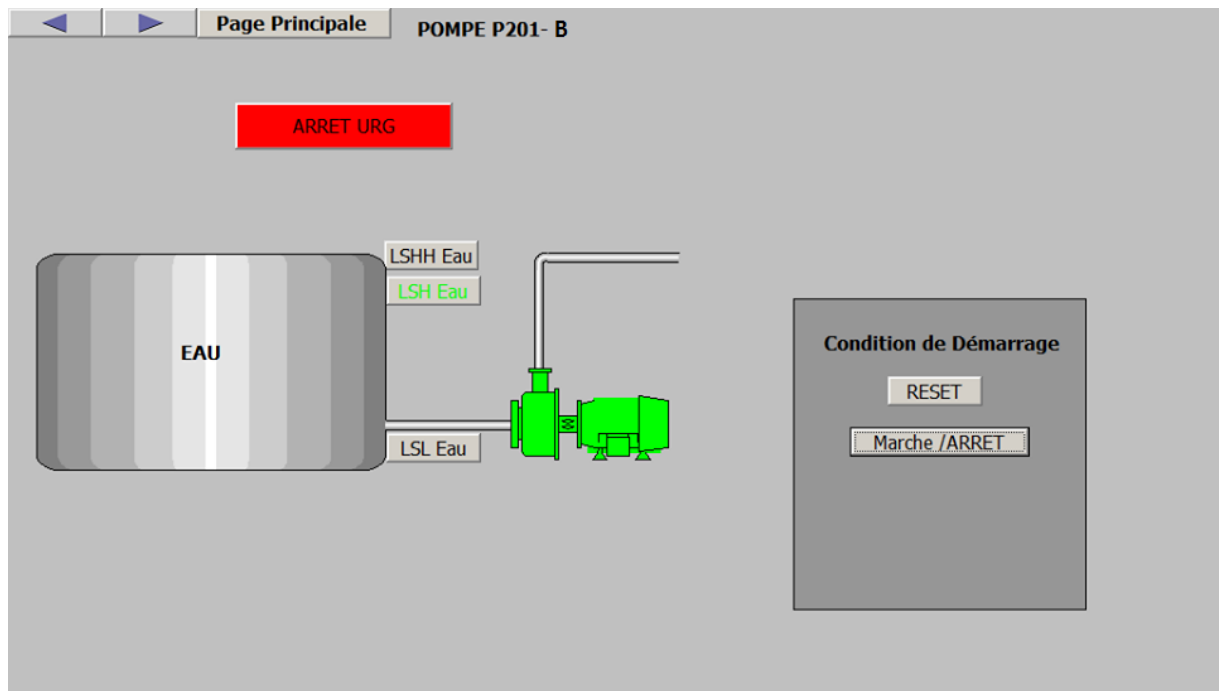 Page Principale
POMPE P201- B
ARRET URG
LSHH Eau
LSH Eau
EAU
LSL Eau
Condition de Démarrage
RESET
Marche /ARRET